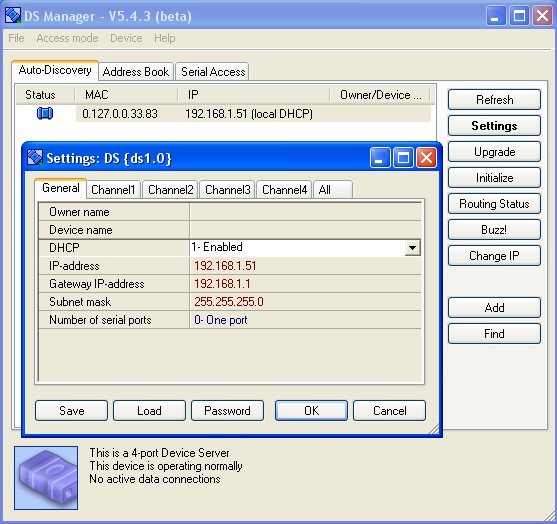 DS Manager - V5.4.3 (beta)
File Access mode Device Help
Auto-Discovery Address Book Serial Access
Status MAC IP Owner/Device ...
0.127.0.0.33.83 192.168.1.51 (local DHCP)
Refresh
Settings
Upgrade
Initialize
Routing Status
Buzz!
Change IP
Add
Find
Settings: DS {ds1.0}
General Channel1 Channel2 Channel3 Channel4 All
Owner name
Device name
DHCP 1- Enabled
IP-address 192.168.1.51
Gateway IP-address 192.168.1.1
Subnet mask 255.255.255.0
Number of serial ports 0- One port
Save Load Password OK Cancel
This is a 4-port Device Server
This device is operating normally
No active data connections